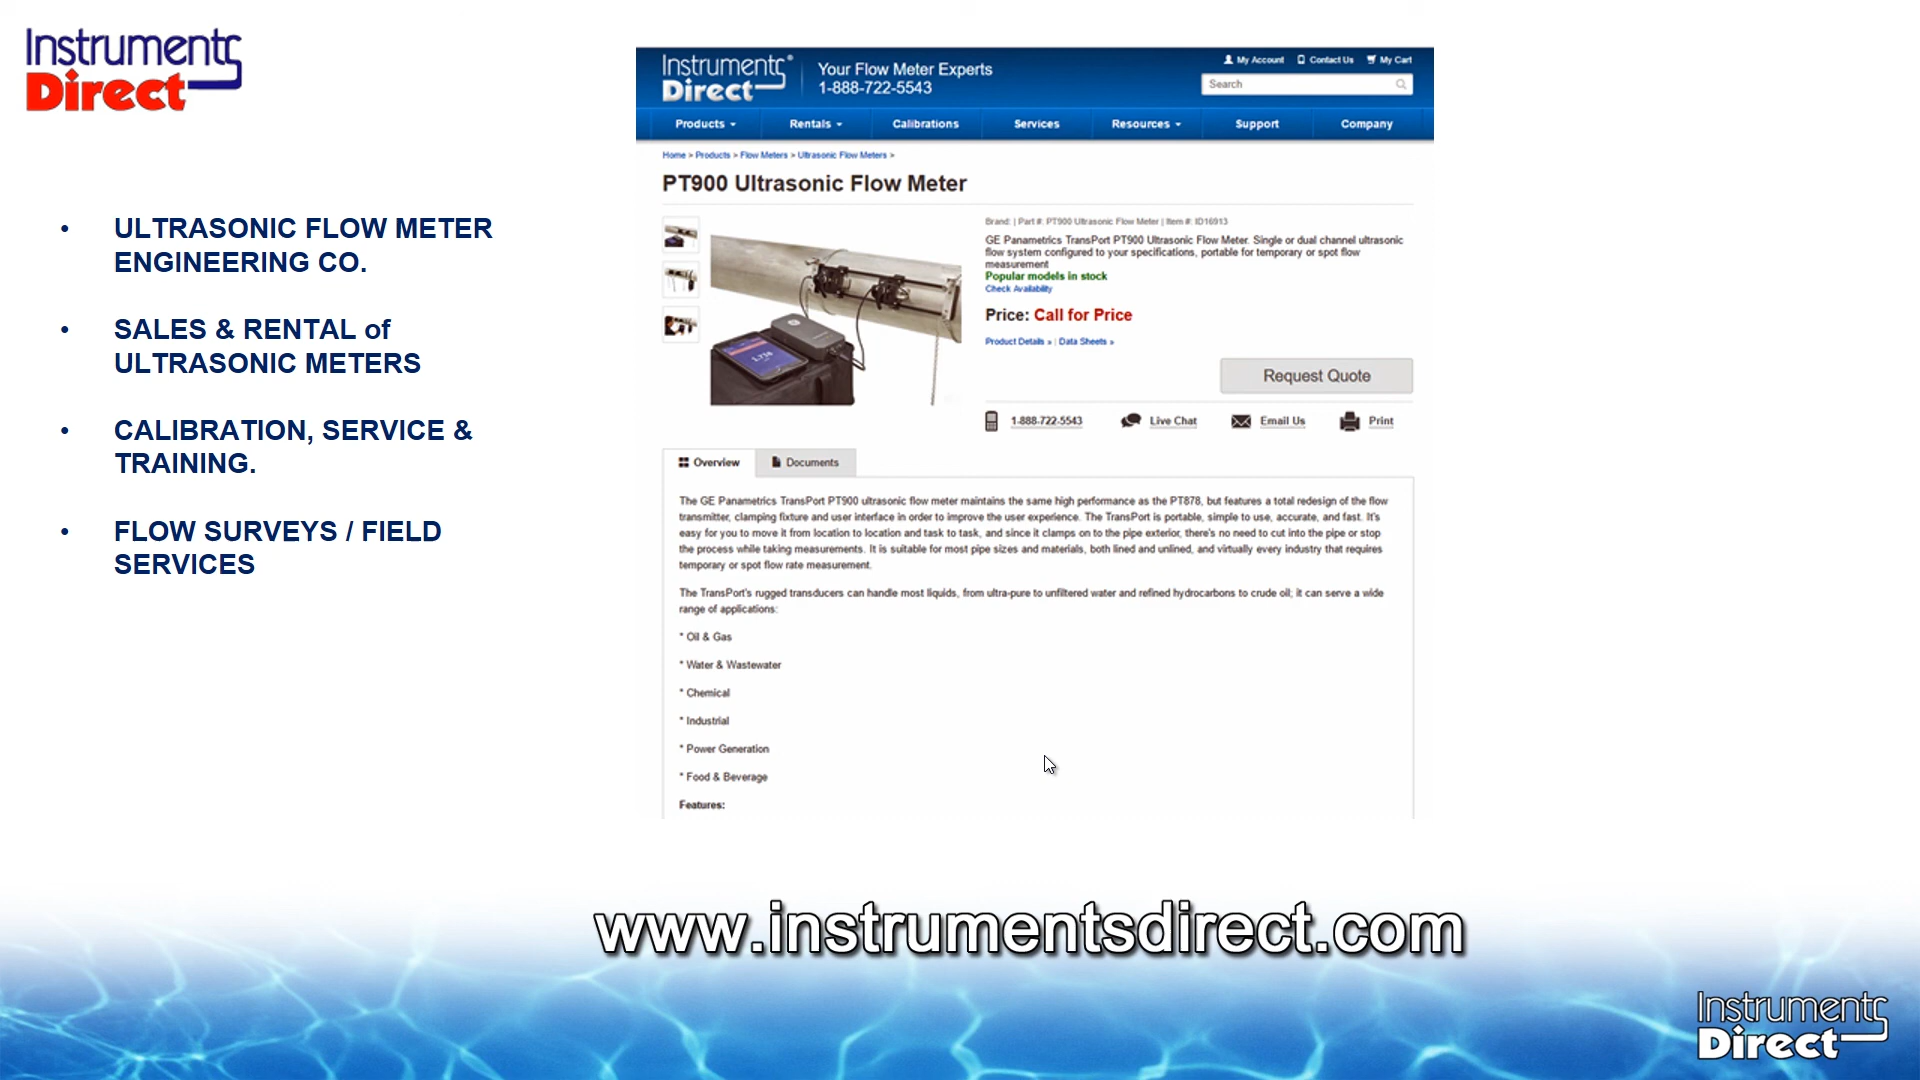 Instruments
Direct
• ULTRASONIC FLOW METER
ENGINEERING CO.
• SALES & RENTAL of
ULTRASONIC METERS
• CALIBRATION, SERVICE &
TRAINING.
• FLOW SURVEYS / FIELD
SERVICES
Instruments®
Direct
Your Flow Meter Experts
1-888-722-5543
My Account Contact Us My Cart
Search
Products Rentals Calibrations Services Resources Support Company
Home > Products > Flow Meters > Ultrasonic Flow Meters >
PT900 Ultrasonic Flow Meter
Brand: | Part #: PT900 Ultrasonic Flow Meter | Item #: ID16913
GE Panametrics TransPort PT900 Ultrasonic Flow Meter. Single or dual channel ultrasonic
flow system configured to your specifications, portable for temporary or spot flow
measurement
Popular models in stock
Check Availability
Price: Call for Price
Product Details » | Data Sheets »
Request Quote
1-888-722-5543 Live Chat Email Us Print
Overview Documents
The GE Panametrics TransPort PT900 ultrasonic flow meter maintains the same high performance as the PT878, but features a total redesign of the flow
transmitter, clamping fixture and user interface in order to improve the user experience. The TransPort is portable, simple to use, accurate, and fast. It's
easy for you to move it from location to location and task to task, and since it clamps on to the pipe exterior, there's no need to cut into the pipe or stop
the process while taking measurements. It is suitable for most pipe sizes and materials, both lined and unlined, and virtually every industry that requires
temporary or spot flow rate measurement.
The TransPort's rugged transducers can handle most liquids, from ultra-pure to unfiltered water and refined hydrocarbons to crude oil; it can serve a wide
range of applications:
* Oil & Gas
* Water & Wastewater
* Chemical
* Industrial
* Power Generation
* Food & Beverage
Features:
www.instrumentsdirect.com
Instruments
Direct